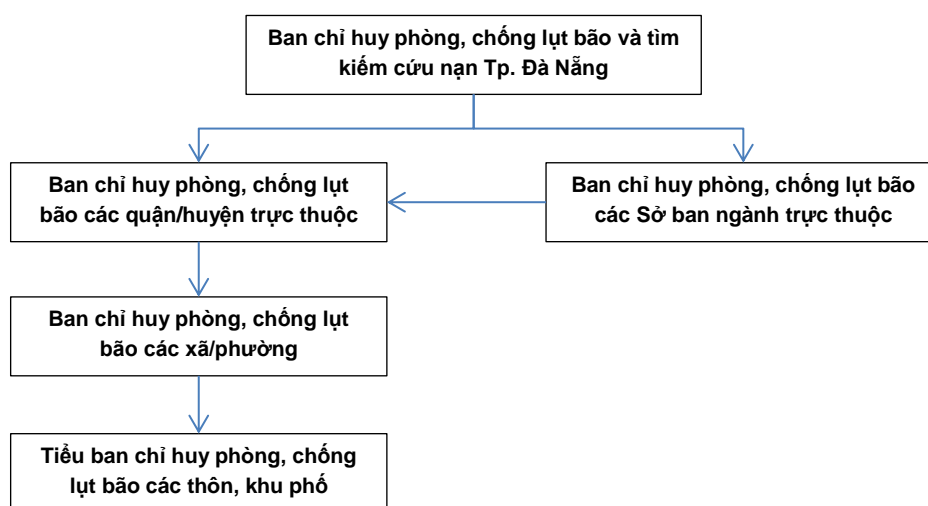 Ban chỉ huy phòng, chống lụt bão và tìm
kiếm cứu nạn Tp. Đà Nẵng
Ban chỉ huy phòng, chống lụt
bão các quận/huyện trực thuộc
Ban chỉ huy phòng, chống lụt bão
các Sở ban ngành trực thuộc
Ban chỉ huy phòng, chống lụt
bão các xã/phường
Tiểu ban chỉ huy phòng, chống
lụt bão các thôn, khu phố